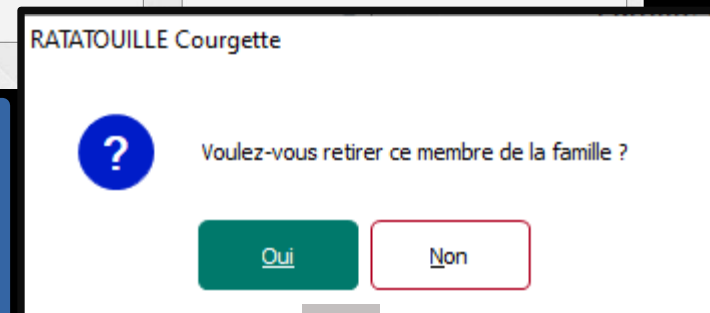 RATATOUILLE Courgette
?
Voulez-vous retirer ce membre de la famille ?
Oui
Non